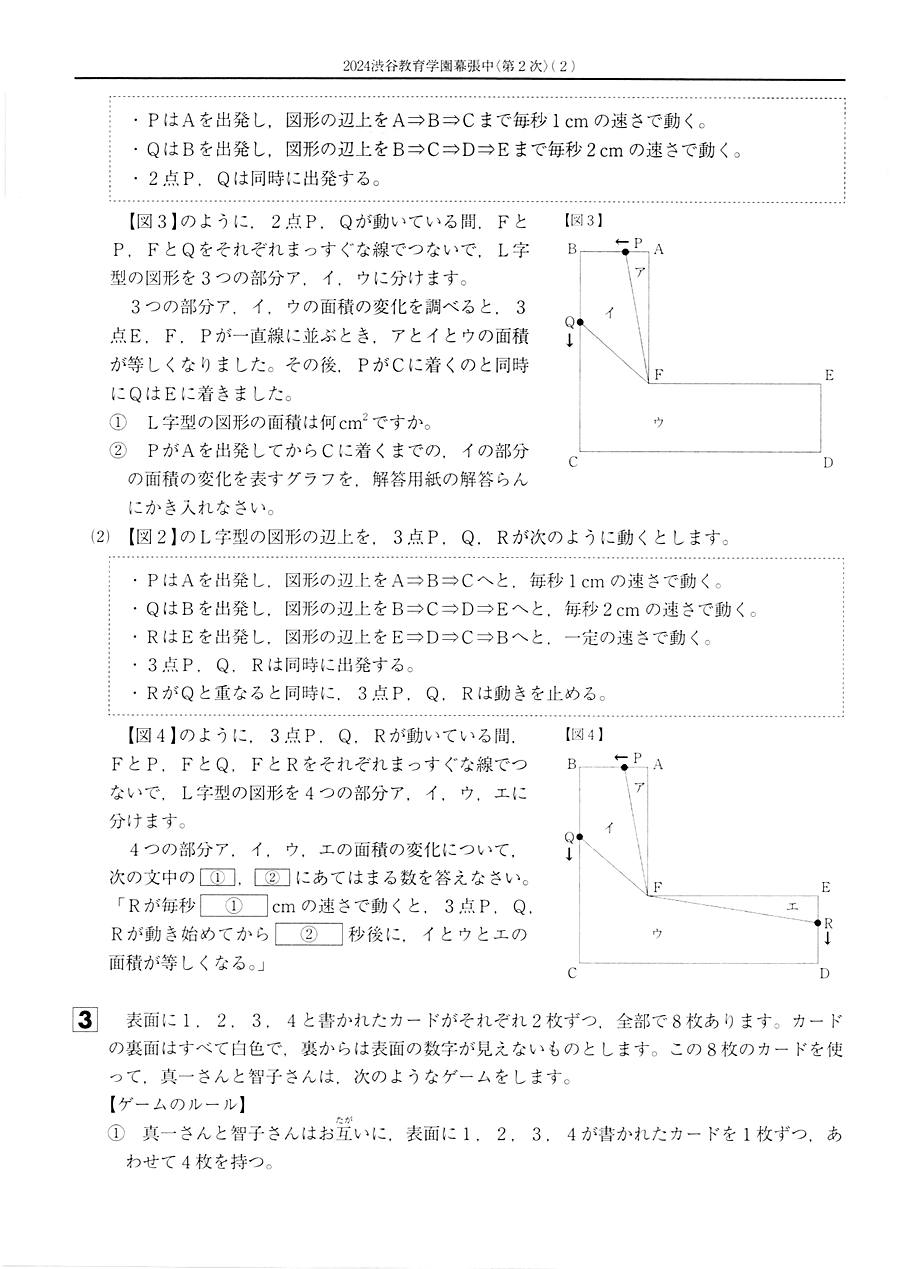 2024渋谷教育学園幕張中〈第2次〉(2)
・PはAを出発し,図形の辺上をA⇒B⇒Cまで毎秒1cmの速さで動く。
・QはBを出発し,図形の辺上をB⇒C⇒D⇒Eまで毎秒2cmの速さで動く。
・2点P,Qは同時に出発する。
【図3】のように,2点P,Qが動いている間,Fと
P,FとQをそれぞれまっすぐな線でつないで,L字
型の図形を3つの部分ア,イ,ウに分けます。
3つの部分ア,イ,ウの面積の変化を調べると,3
点E,F,Pが一直線に並ぶとき,アとイとウの面積
が等しくなりました。その後,PがCに着くのと同時
にQはEに着きました。
① L字型の図形の面積は何cm²ですか。
② PがAを出発してからCに着くまでの,イの部分
の面積の変化を表すグラフを,解答用紙の解答らん
にかき入れなさい。
【図3】
B ← P A
ア
イ
Q
↓
F E
ウ
C D
(2) 【図2】のL字型の図形の辺上を,3点P,Q,Rが次のように動くとします。
・PはAを出発し,図形の辺上をA⇒B⇒Cへと,毎秒1cmの速さで動く。
・QはBを出発し,図形の辺上をB⇒C⇒D⇒Eへと,毎秒2cmの速さで動く。
・RはEを出発し,図形の辺上をE⇒D⇒C⇒Bへと,一定の速さで動く。
・3点P,Q,Rは同時に出発する。
・RがQと重なると同時に,3点P,Q,Rは動きを止める。
【図4】のように,3点P,Q,Rが動いている間,
FとP,FとQ,FとRをそれぞれまっすぐな線でつ
ないで,L字型の図形を4つの部分ア,イ,ウ,エに
分けます。
4つの部分ア,イ,ウ,エの面積の変化について,
次の文中の ① , ② にあてはまる数を答えなさい。
「Rが毎秒 ① cmの速さで動くと,3点P,Q,
Rが動き始めてから ② 秒後に,イとウとエの
面積が等しくなる。」
【図4】
B ← P A
ア
イ
Q
↓
F E
エ
R
↓
ウ
C D
3 表面に1,2,3,4と書かれたカードがそれぞれ2枚ずつ,全部で8枚あります。カード
の裏面はすべて白色で,裏からは表面の数字が見えないものとします。この8枚のカードを使
って,真一さんと智子さんは,次のようなゲームをします。
【ゲームのルール】
たが
① 真一さんと智子さんはお互いに,表面に1,2,3,4が書かれたカードを1枚ずつ,あ
わせて4枚を持つ。